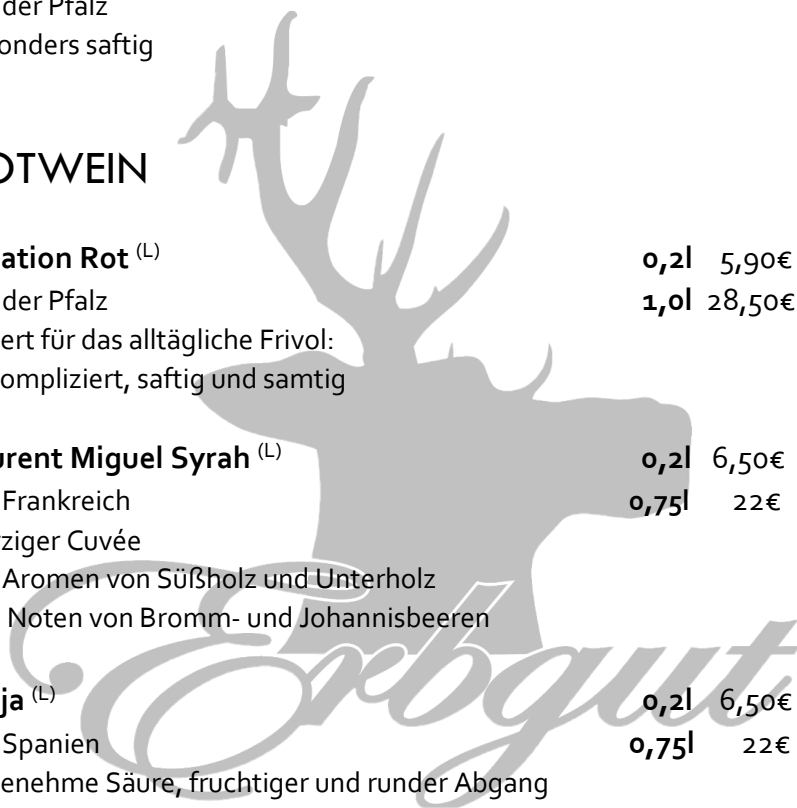 der Pfalz
onders saftig
OTWEIN
ation Rot (L) 0,2l 5,90€
der Pfalz 1,0l 28,50€
ert für das alltägliche Frivol:
ompliziert, saftig und samtig
urent Miguel Syrah (L) 0,2l 6,50€
Frankreich 0,75l 22€
rziger Cuvée
Aromen von Süßholz und Unterholz
Noten von Bromm- und Johannisbeeren
Erbgut
ja (L) 0,2l 6,50€
Spanien 0,75l 22€
enehme Säure, fruchtiger und runder Abgang